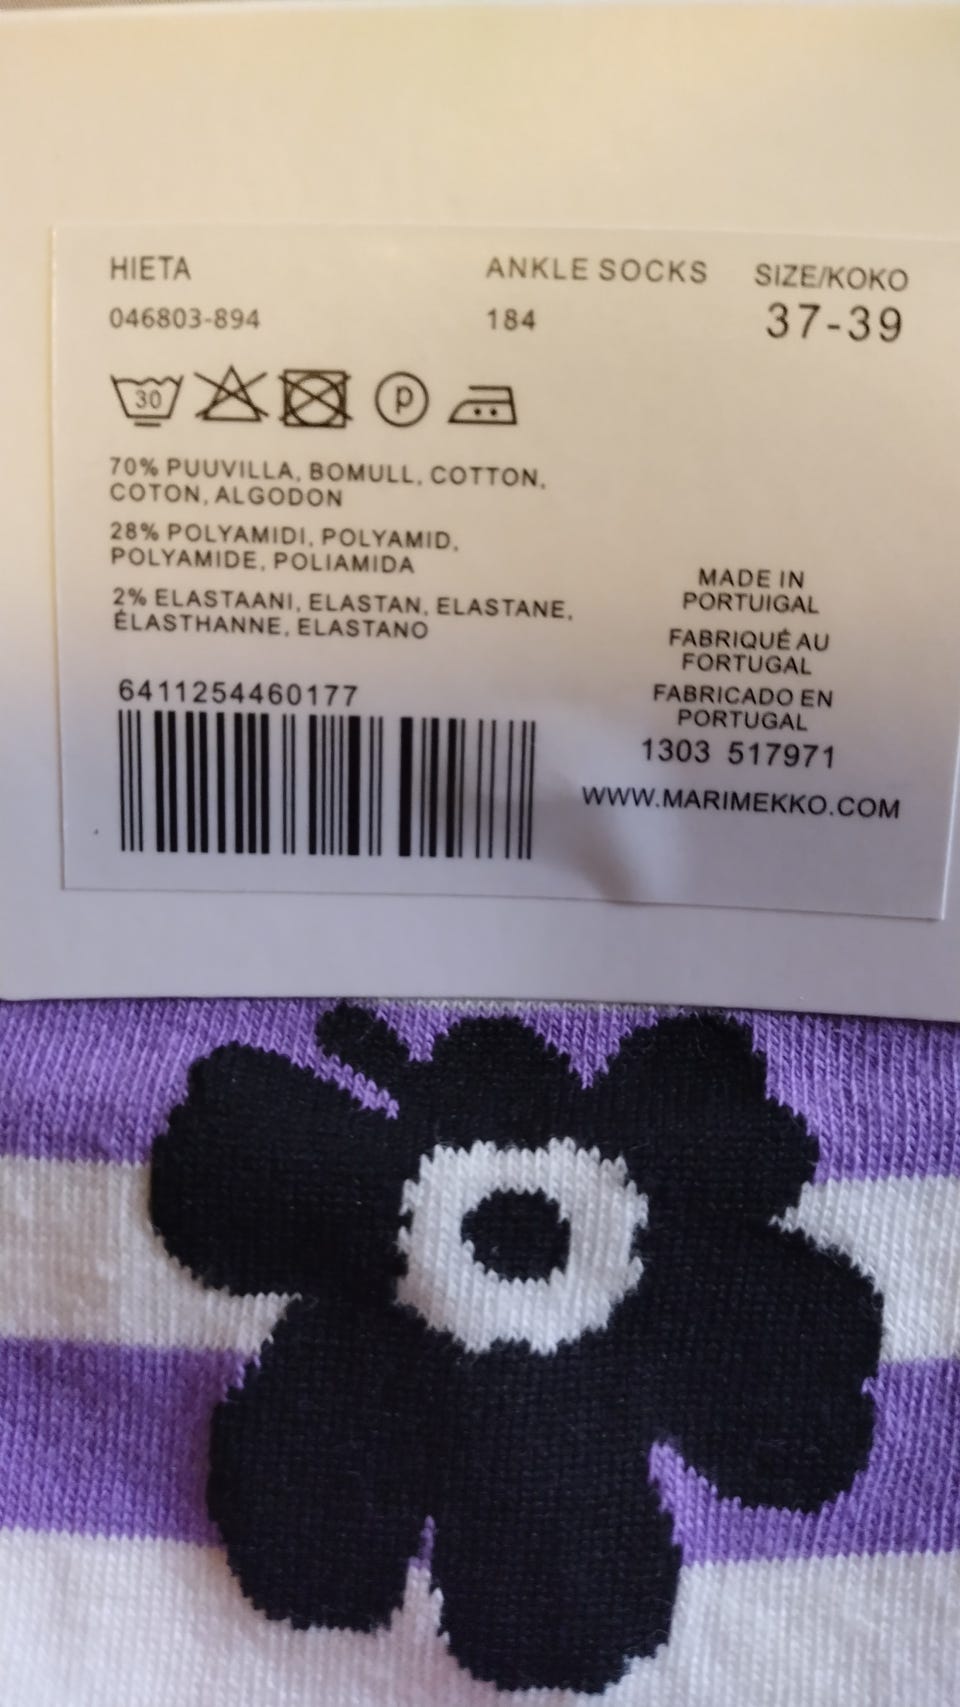 HIETA
ANKLE SOCKS
SIZE/KOKO
046803-894
184
37-39
30
P
70% PUUVILLA, BOMULL, COTTON,
COTON, ALGODON
28% POLYAMIDI, POLYAMID,
POLYAMIDE, POLIAMIDA
2% ELASTAANI, ELASTAN, ELASTANE,
ÉLASTHANNE, ELASTANO
6411254460177
MADE IN
PORTUIGAL
FABRIQUÉ AU
FORTUGAL
FABRICADO EN
PORTUGAL
1303 517971
WWW.MARIMEKKO.COM